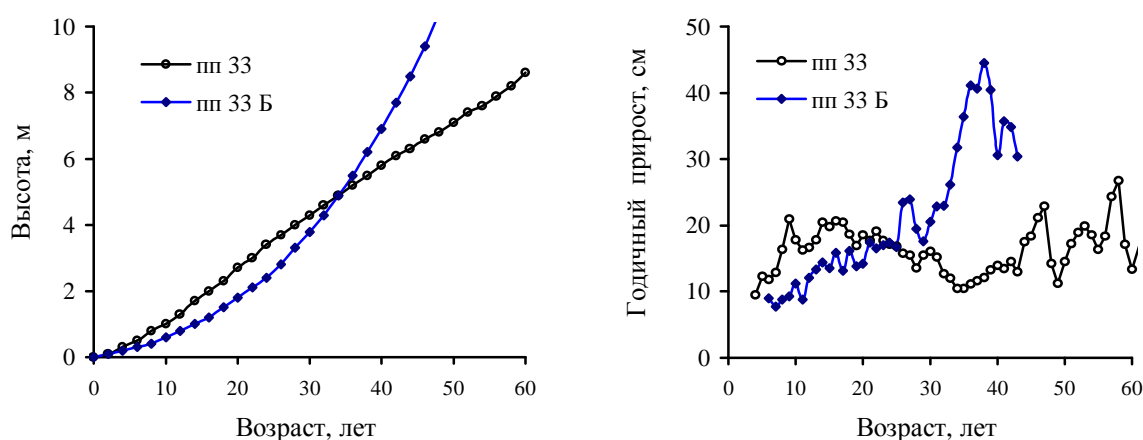 10
8
6
4
2
0
Высота, м
пп 33
пп 33 Б
0 10 20 30 40 50 60
Возраст, лет
50
40
30
20
10
0
Годичный прирост, см
пп 33
пп 33 Б
0 10 20 30 40 50 60
Возраст, лет